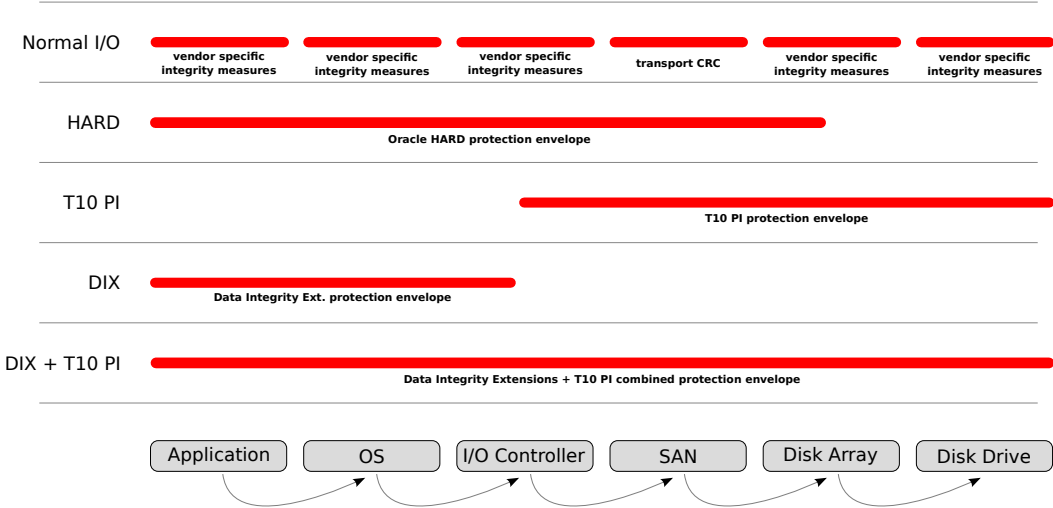 Normal I/O
vendor specific
integrity measures
vendor specific
integrity measures
vendor specific
integrity measures
transport CRC
vendor specific
integrity measures
vendor specific
integrity measures
HARD
Oracle HARD protection envelope
T10 PI
T10 PI protection envelope
DIX
Data Integrity Ext. protection envelope
DIX + T10 PI
Data Integrity Extensions + T10 PI combined protection envelope
Application
OS
I/O Controller
SAN
Disk Array
Disk Drive